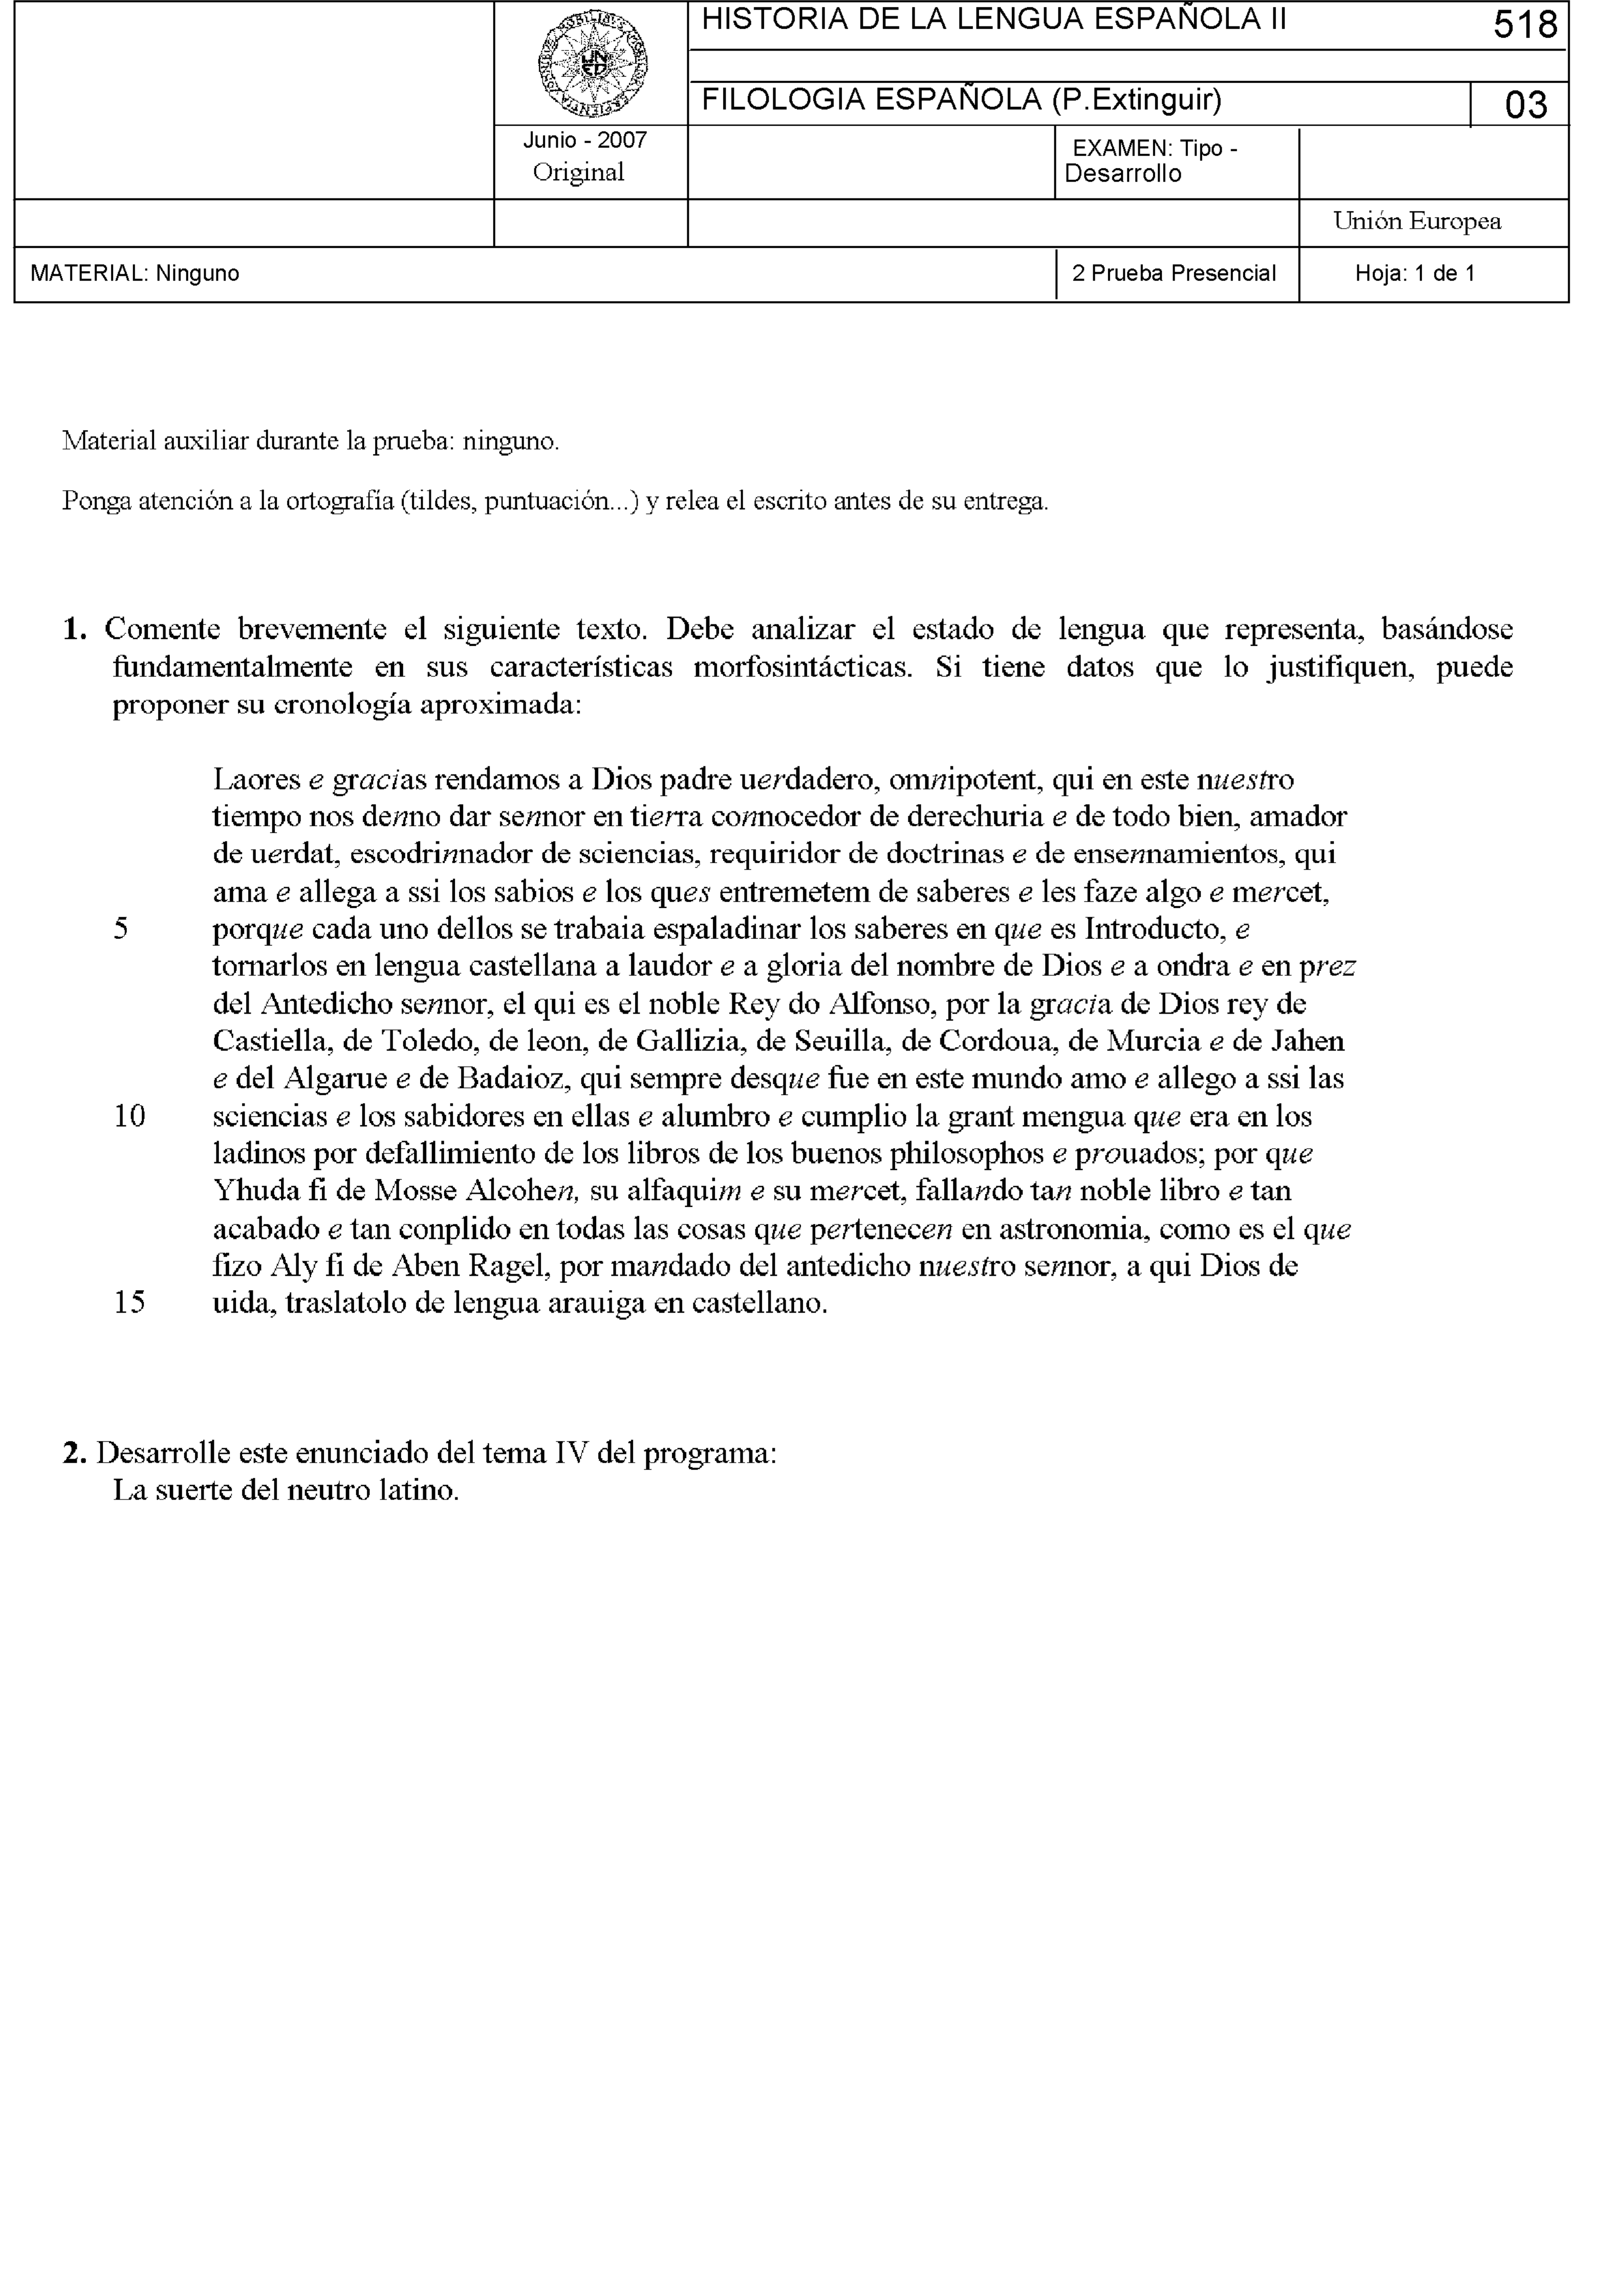 HISTORIA DE LA LENGUA ESPAÑOLA II
518
FILOLOGIA ESPAÑOLA (P.Extinguir)
03
Junio - 2007
Original
EXAMEN: Tipo -
Desarrollo
Unión Europea
MATERIAL: Ninguno
2 Prueba Presencial
Hoja: 1 de 1
Material auxiliar durante la prueba: ninguno.
Ponga atención a la ortografía (tildes, puntuación...) y relea el escrito antes de su entrega.
1. Comente brevemente el siguiente texto. Debe analizar el estado de lengua que representa, basándose
fundamentalmente en sus características morfosintácticas. Si tiene datos que lo justifiquen, puede
proponer su cronología aproximada:
Laores e gracias rendamos a Dios padre uerdadero, omnipotent, qui en este nuestro
tiempo nos denno dar sennor en tierra connocedor de derechuria e de todo bien, amador
de uerdat, escodrinnador de sciencias, requiridor de doctrinas e de ensennamientos, qui
ama e allega a ssi los sabios e los ques entremetem de saberes e les faze algo e mercet,
5 porque cada uno dellos se trabaia espaladinar los saberes en que es Introducto, e
tornarlos en lengua castellana a laudor e a gloria del nombre de Dios e a ondra e en prez
del Antedicho sennor, el qui es el noble Rey do Alfonso, por la gracia de Dios rey de
Castiella, de Toledo, de leon, de Gallizia, de Seuilla, de Cordoua, de Murcia e de Jahen
e del Algarue e de Badaioz, qui sempre desque fue en este mundo amo e allego a ssi las
10 sciencias e los sabidores en ellas e alumbro e cumplio la grant mengua que era en los
ladinos por defallimiento de los libros de los buenos philosophos e prouados; por que
Yhuda fi de Mosse Alcohen, su alfaquim e su mercet, fallando tan noble libro e tan
acabado e tan conplido en todas las cosas que pertenecen en astronomia, como es el que
fizo Aly fi de Aben Ragel, por mandado del antedicho nuestro sennor, a qui Dios de
15 uida, traslatolo de lengua arauiga en castellano.
2. Desarrolle este enunciado del tema IV del programa:
La suerte del neutro latino.